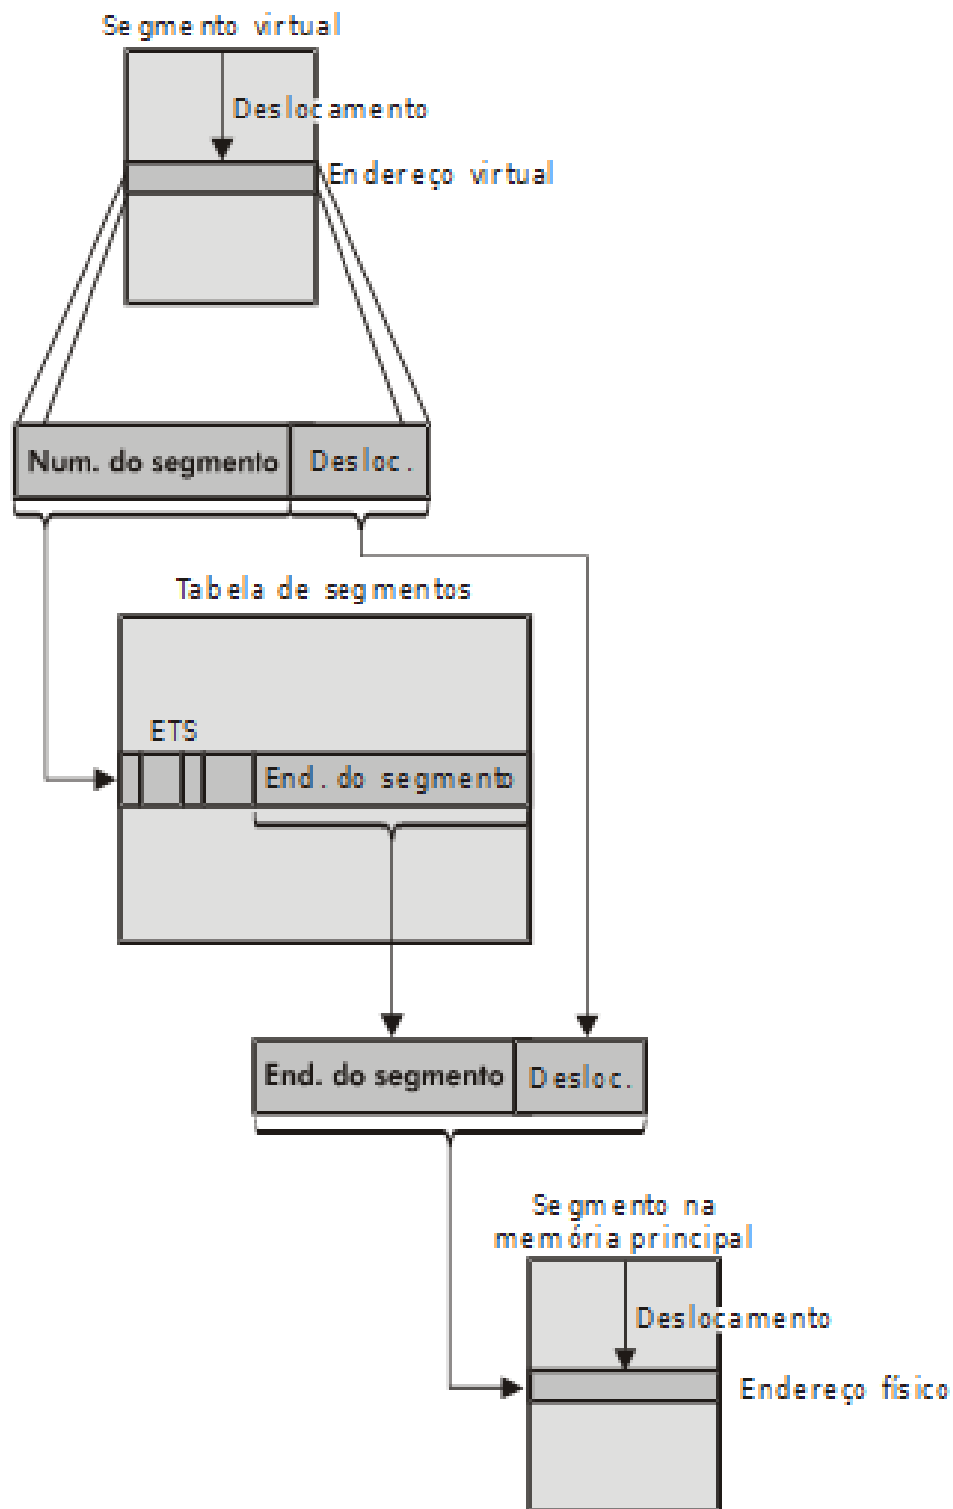 Segmento virtual
Deslocamento
Endereço virtual
Num. do segmento
Desloc.
Tabela de segmentos
ETS
End. do segmento
End. do segmento
Desloc.
Segmento na
memória principal
Deslocamento
Endereço físico